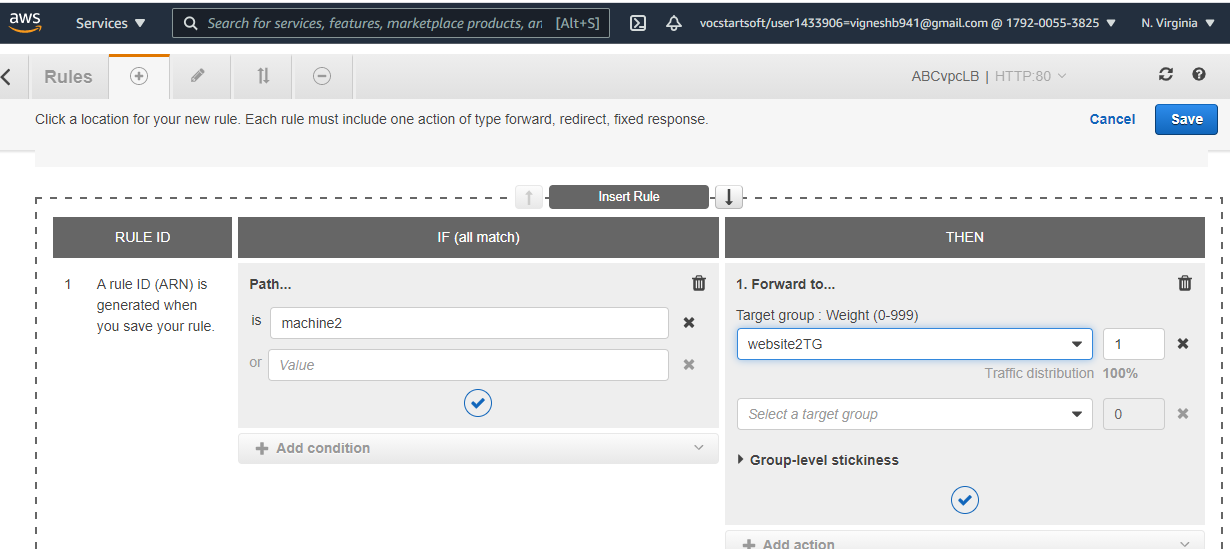 aws Services Search for services, features, marketplace products, an [Alt+S] vocstartsoft/user1433906=vigneshb941@gmail.com @ 1792-0055-3825 N. Virginia
Rules ABCvpcLB | HTTP:80
Click a location for your new rule. Each rule must include one action of type forward, redirect, fixed response. Cancel Save
Insert Rule
RULE ID IF (all match) THEN
1 A rule ID (ARN) is
generated when
you save your rule.
Path...
is machine2
or Value
Add condition
1. Forward to...
Target group : Weight (0-999)
website2TG 1
Traffic distribution 100%
Select a target group 0
Group-level stickiness
Add action